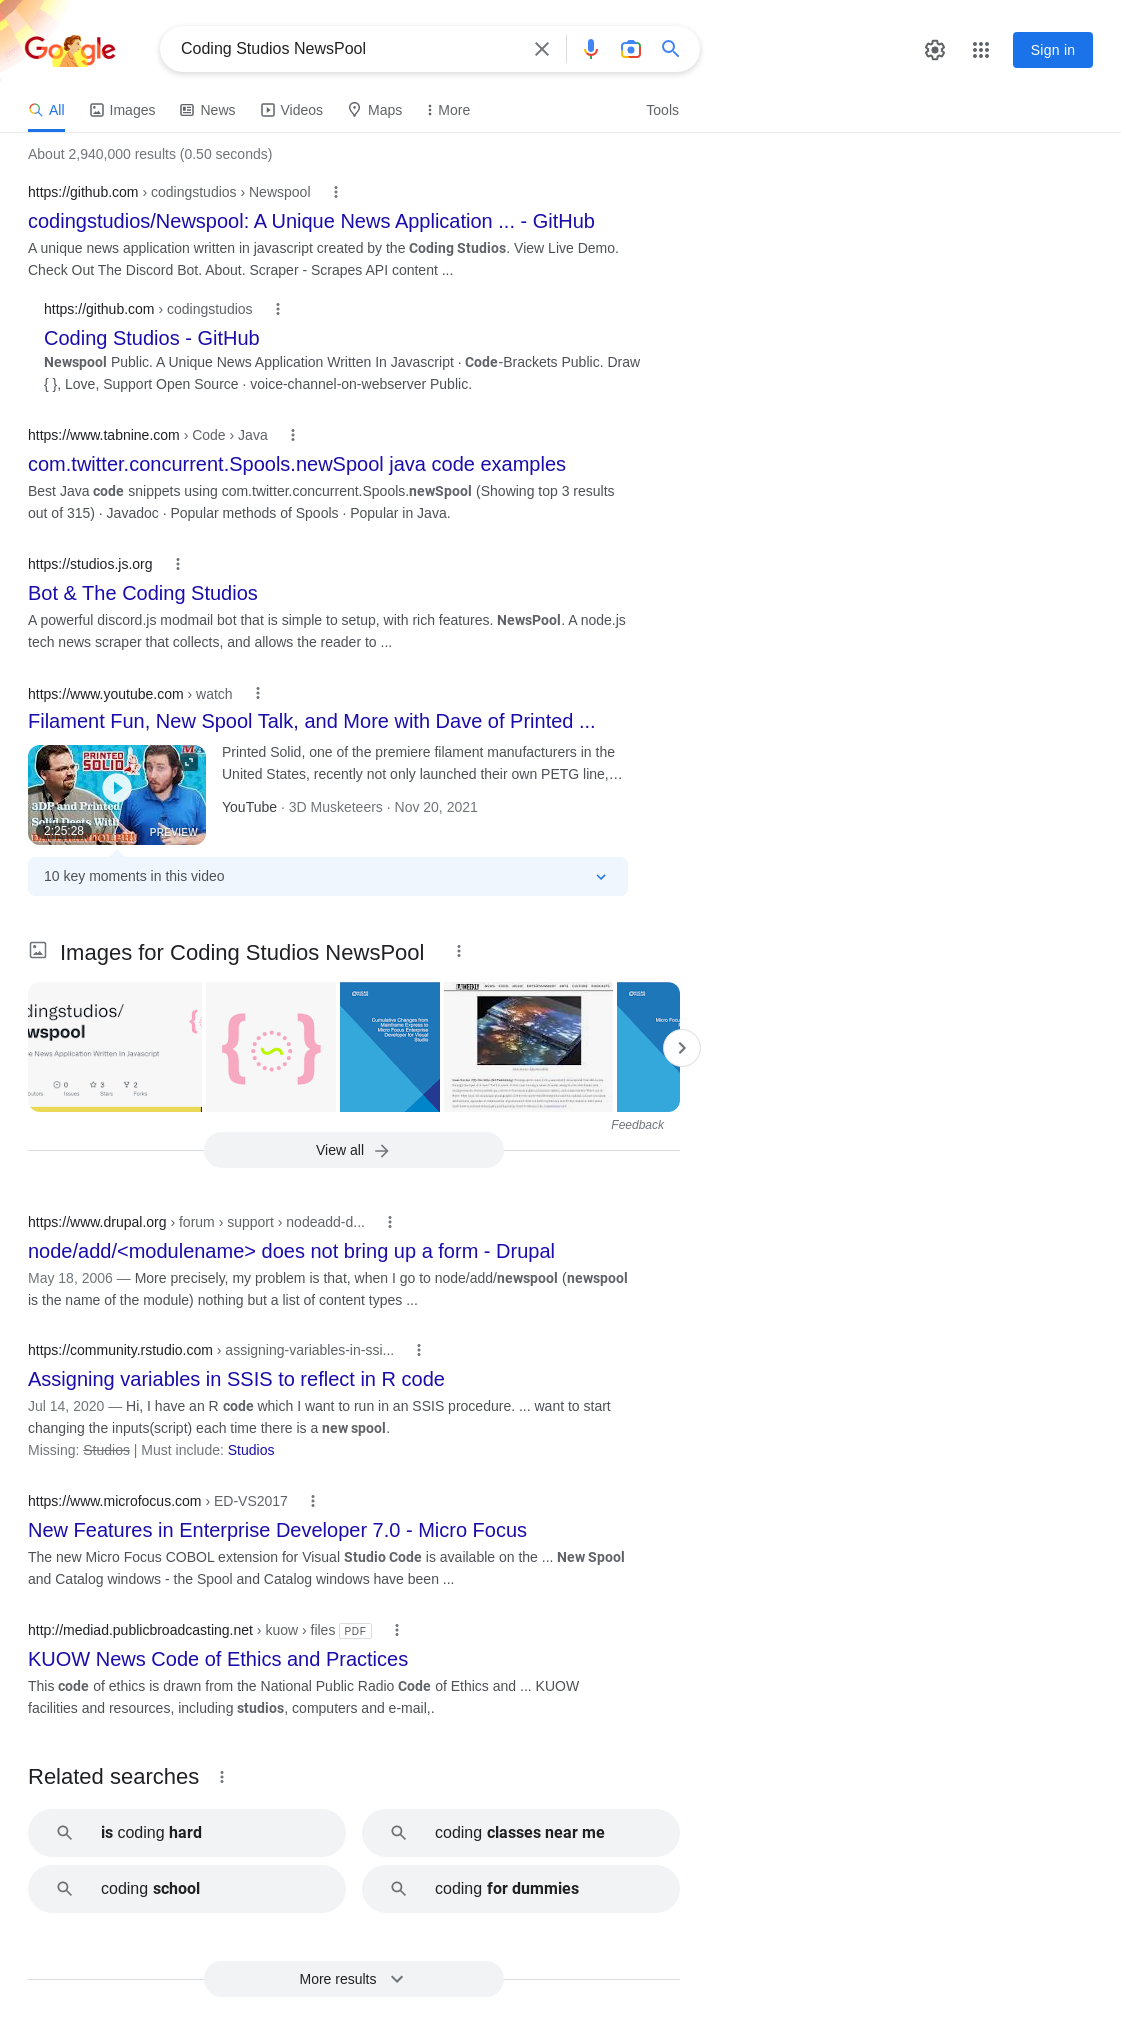 Google
Coding Studios NewsPool
Sign in
All
Images
News
Videos
Maps
More
Tools
About 2,940,000 results (0.50 seconds)
https://github.com › codingstudios › Newspool
codingstudios/Newspool: A Unique News Application ... - GitHub
A unique news application written in javascript created by the Coding Studios. View Live Demo.
Check Out The Discord Bot. About. Scraper - Scrapes API content ...
https://github.com › codingstudios
Coding Studios - GitHub
Newspool Public. A Unique News Application Written In Javascript · Code-Brackets Public. Draw
{ }, Love, Support Open Source · voice-channel-on-webserver Public.
https://www.tabnine.com › Code › Java
com.twitter.concurrent.Spools.newSpool java code examples
Best Java code snippets using com.twitter.concurrent.Spools.newSpool (Showing top 3 results
out of 315) · Javadoc · Popular methods of Spools · Popular in Java.
https://studios.js.org
Bot & The Coding Studios
A powerful discord.js modmail bot that is simple to setup, with rich features. NewsPool. A node.js
tech news scraper that collects, and allows the reader to ...
https://www.youtube.com › watch
Filament Fun, New Spool Talk, and More with Dave of Printed ...
PRINTED
SOLID
3DP and Printed
Solid Deets With
2:25:28
PREVIEW
Printed Solid, one of the premiere filament manufacturers in the
United States, recently not only launched their own PETG line,…
YouTube · 3D Musketeers · Nov 20, 2021
10 key moments in this video
Images for Coding Studios NewsPool
dingstudios/
wspool
e News Application Written In Javascript
0
Issues
3
Stars
2
Forks
Cumulative Changes from
Mainframe Express to
Micro Focus Enterprise
Developer for Visual
Studio
WEEKLY
NEWS FOOD MUSIC ENTERTAINMENT ARTS CULTURE PODCASTS
Micro Focu
Feedback
View all
https://www.drupal.org › forum › support › nodeadd-d...
node/add/<modulename> does not bring up a form - Drupal
May 18, 2006 — More precisely, my problem is that, when I go to node/add/newspool (newspool
is the name of the module) nothing but a list of content types ...
https://community.rstudio.com › assigning-variables-in-ssi...
Assigning variables in SSIS to reflect in R code
Jul 14, 2020 — Hi, I have an R code which I want to run in an SSIS procedure. ... want to start
changing the inputs(script) each time there is a new spool.
Missing: Studios | Must include: Studios
https://www.microfocus.com › ED-VS2017
New Features in Enterprise Developer 7.0 - Micro Focus
The new Micro Focus COBOL extension for Visual Studio Code is available on the ... New Spool
and Catalog windows - the Spool and Catalog windows have been ...
http://mediad.publicbroadcasting.net › kuow › files PDF
KUOW News Code of Ethics and Practices
This code of ethics is drawn from the National Public Radio Code of Ethics and ... KUOW
facilities and resources, including studios, computers and e-mail,.
Related searches
is coding hard
coding classes near me
coding school
coding for dummies
More results